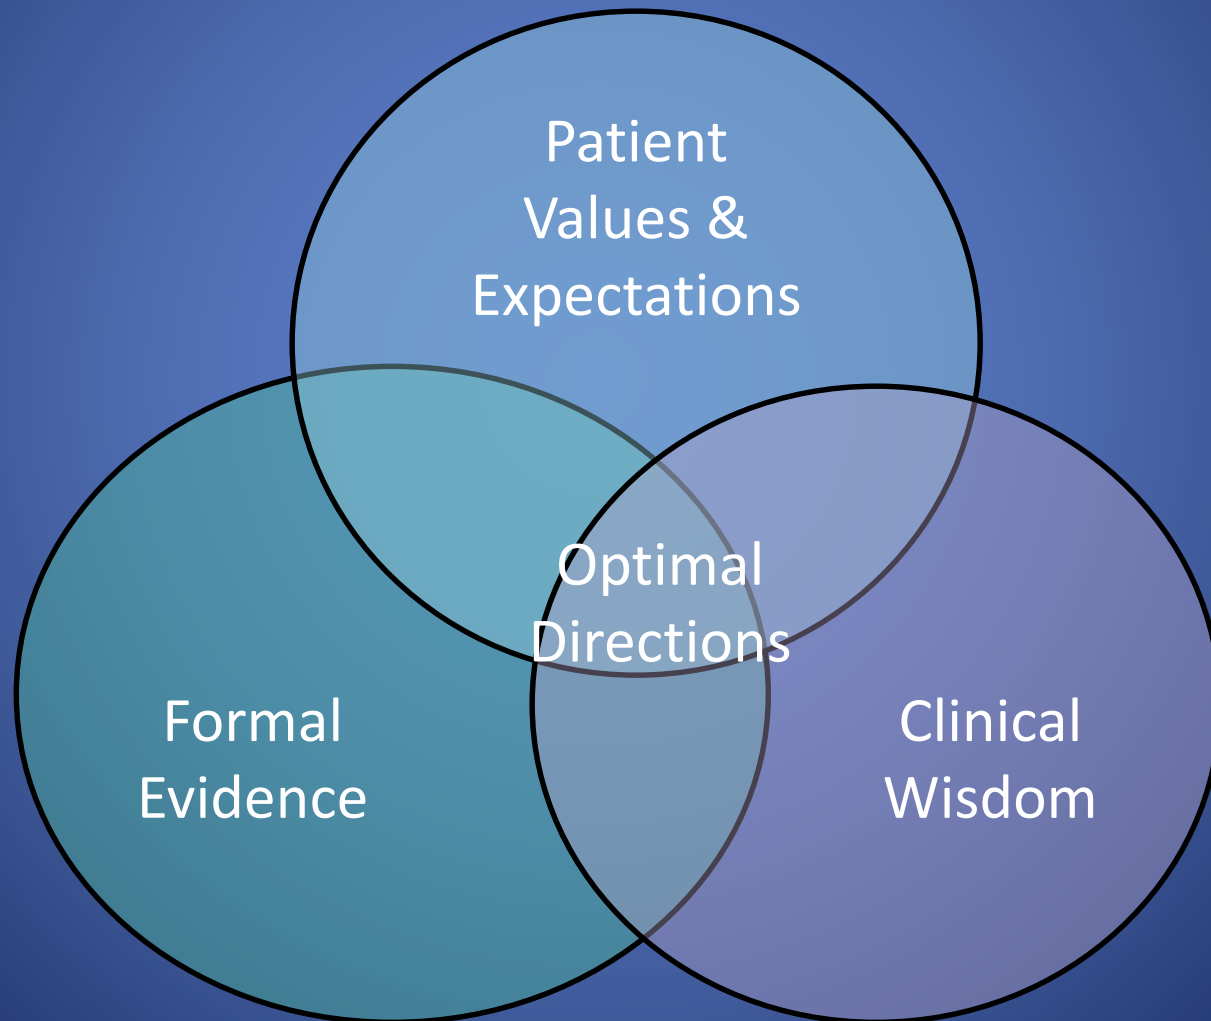 Patient
Values &
Expectations
Optimal
Directions
Formal
Evidence
Clinical
Wisdom